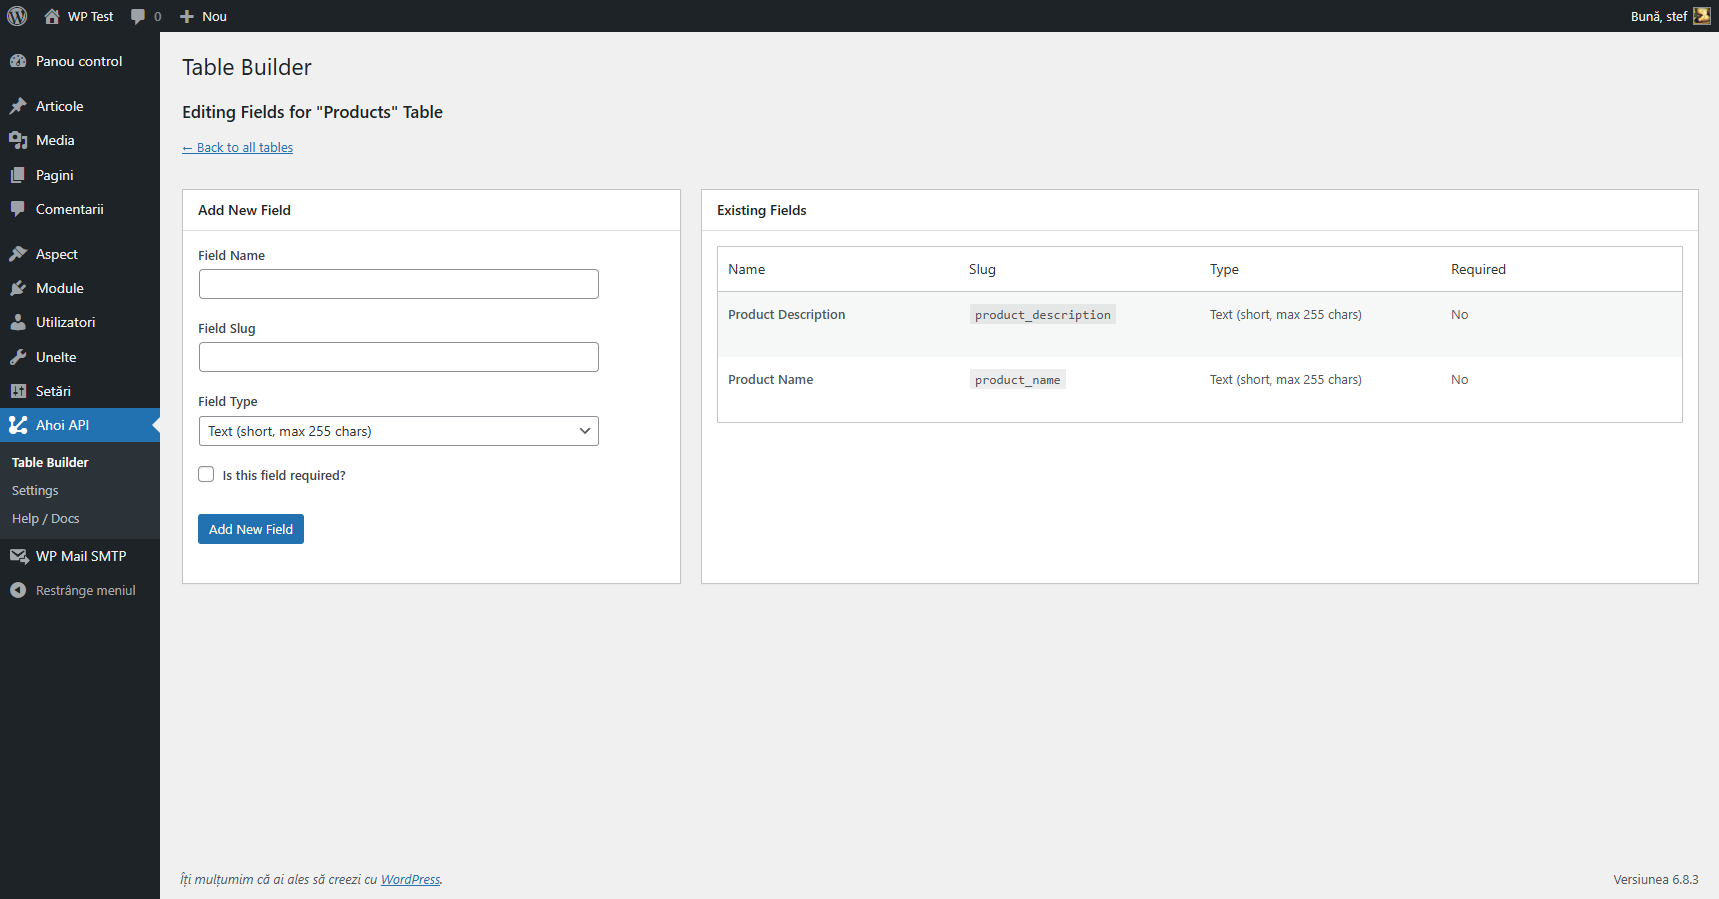 WP Test
0
Nou
Bună, stef
Panou control
Articole
Media
Pagini
Comentarii
Aspect
Module
Utilizatori
Unelte
Setări
Ahoi API
Table Builder
Settings
Help / Docs
WP Mail SMTP
Restrânge meniul
Table Builder
Editing Fields for "Products" Table
← Back to all tables
Add New Field
Field Name
Field Slug
Field Type
Text (short, max 255 chars)
Is this field required?
Add New Field
Existing Fields
Name Slug Type Required
Product Description product_description Text (short, max 255 chars) No
Product Name product_name Text (short, max 255 chars) No
Îți mulțumim că ai ales să creezi cu WordPress.
Versiunea 6.8.3